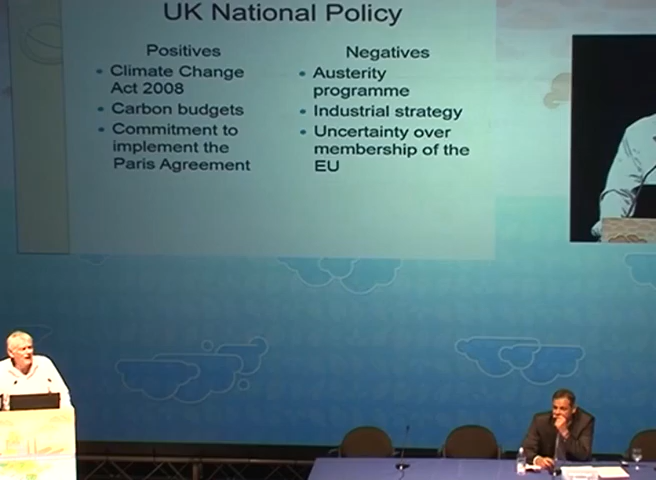 UK National Policy
Positives
• Climate Change
Act 2008
• Carbon budgets
• Commitment to
implement the
Paris Agreement
Negatives
• Austerity
programme
• Industrial strategy
• Uncertainty over
membership of the
EU